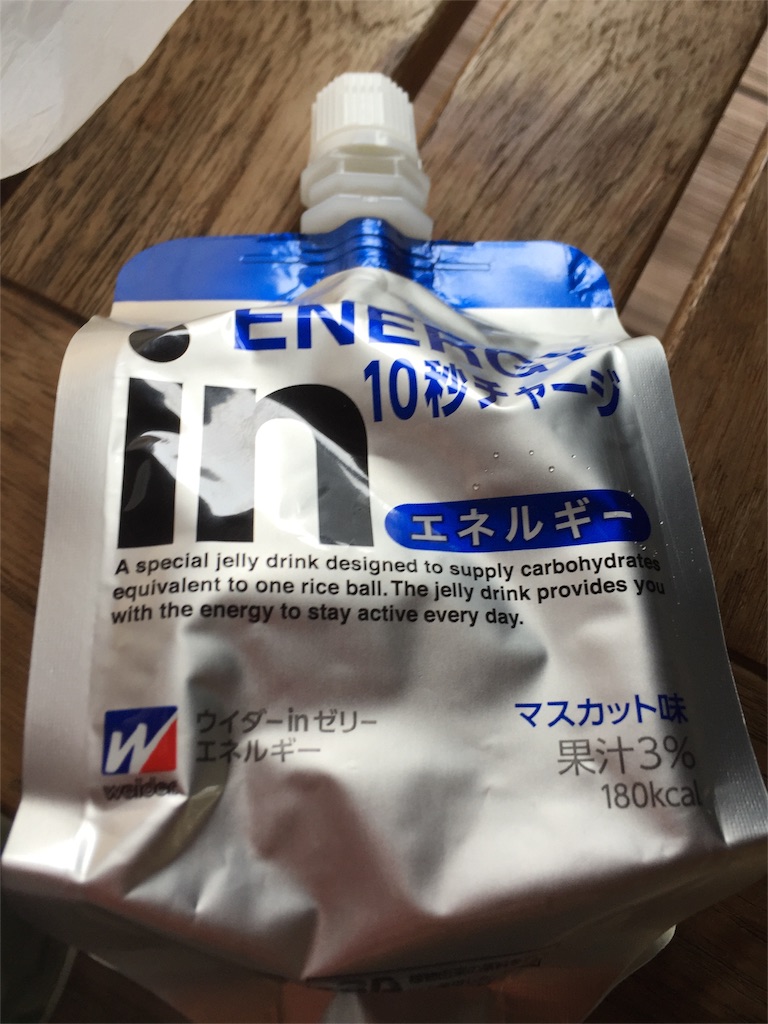 ENERGY
in
10秒チャージ
エネルギー
A special jelly drink designed to supply carbohydrates
equivalent to one rice ball. The jelly drink provides you
with the energy to stay active every day.
W
weider
ウイダーinゼリー
エネルギー
マスカット味
果汁3%
180kcal